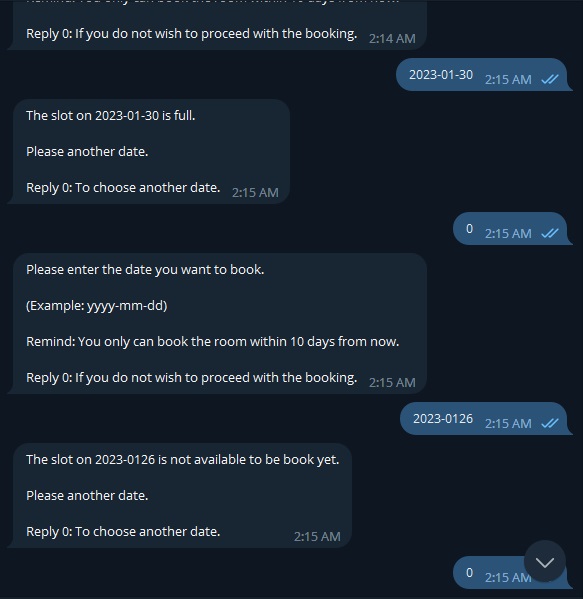 Reply 0: If you do not wish to proceed with the booking. 2:14 AM
2023-01-30 2:15 AM
The slot on 2023-01-30 is full.
Please another date.
Reply 0: To choose another date. 2:15 AM
0 2:15 AM
Please enter the date you want to book.
(Example: yyyy-mm-dd)
Remind: You only can book the room within 10 days from now.
Reply 0: If you do not wish to proceed with the booking. 2:15 AM
2023-0126 2:15 AM
The slot on 2023-0126 is not available to be book yet.
Please another date.
Reply 0: To choose another date. 2:15 AM
0 2:15 AM